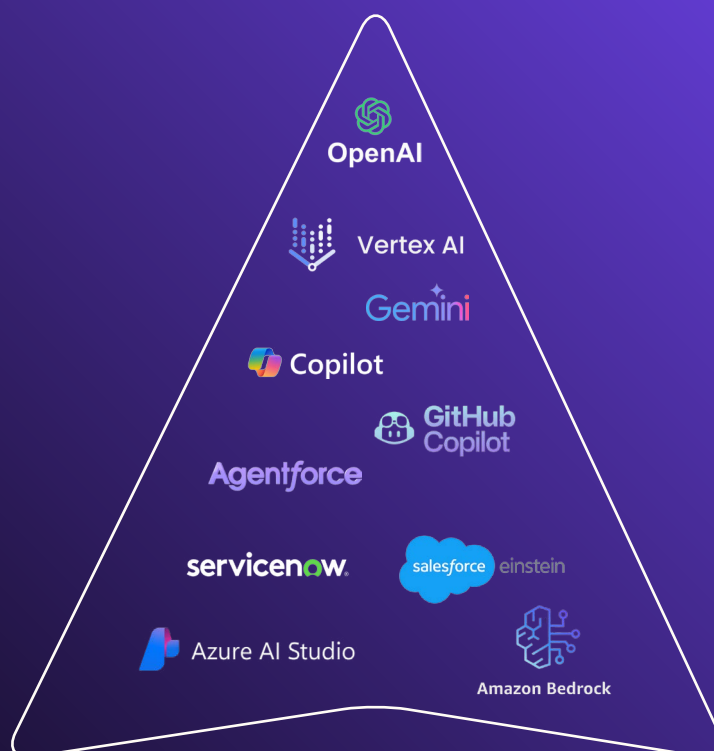 OpenAI
Vertex AI
Gemini
Copilot
GitHub
Copilot
Agentforce
servicenow.
salesforce einstein
Azure AI Studio
Amazon Bedrock